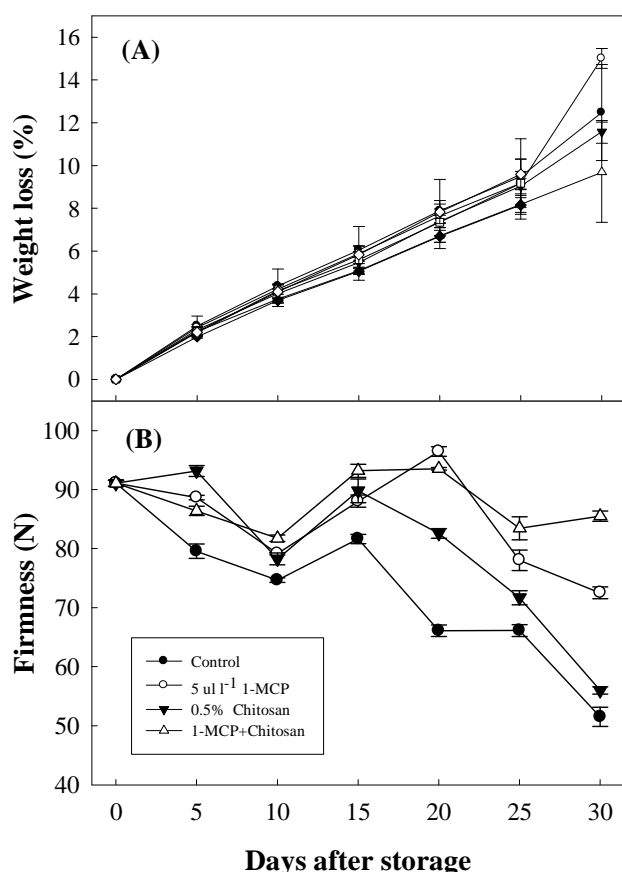 16
(A)
14
12
10
8
6
4
2
0
Weight loss (%)
100
(B)
90
80
70
60
50
40
Firmness (N)
Control
5 ul l⁻¹ 1-MCP
0.5% Chitosan
1-MCP+Chitosan
0 5 10 15 20 25 30
Days after storage